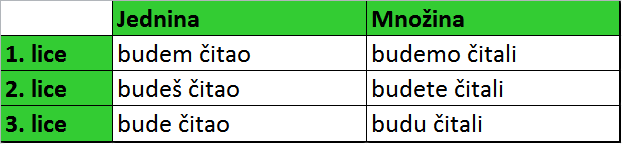 Jednina Množina
1. lice budem čitao budemo čitali
2. lice budeš čitao budete čitali
3. lice bude čitao budu čitali